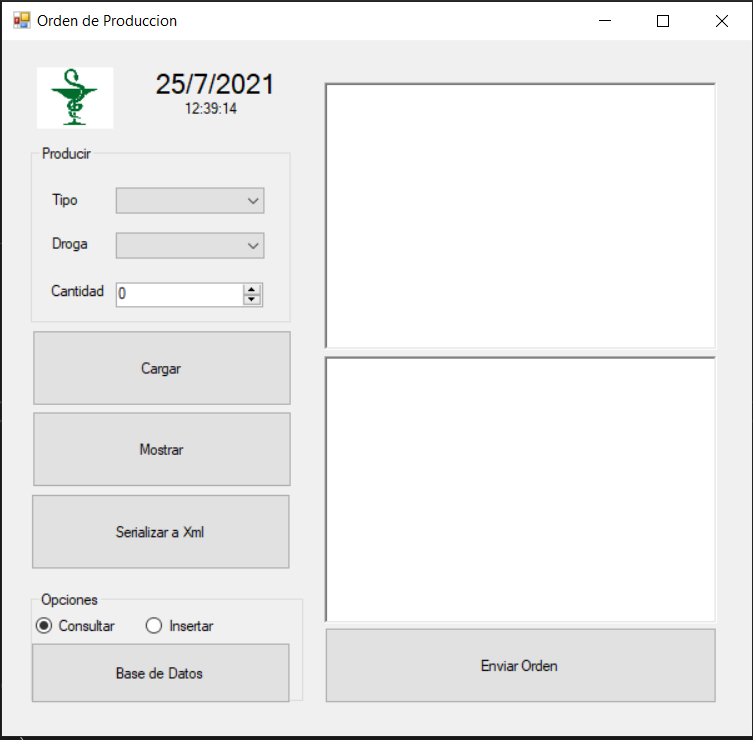 Orden de Produccion
25/7/2021
12:39:14
Producir
Tipo
Droga
Cantidad 0
Cargar
Mostrar
Serializar a Xml
Opciones
Consultar Insertar
Base de Datos
Enviar Orden